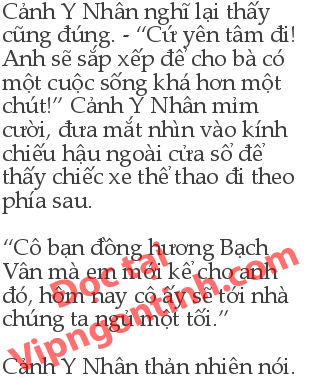 Cảnh Y Nhân nghĩ lại thấy
cũng đúng. - “Cứ yên tâm đi!
Anh sẽ sắp xếp để cho bà có
một cuộc sống khá hơn một
chút!” Cảnh Y Nhân mỉm
cười, đưa mắt nhìn vào kính
chiếu hậu ngoài cửa sổ để
thấy chiếc xe thể thao đi theo
phía sau.
“Cô bạn đồng hương Bạch
Vân mà em mới kể cho anh
đó, hôm nay cô ấy sẽ tới nhà
chúng ta ngủ một tối.”
Đọc tại
Vipngontinh.com
Cảnh Y Nhân thản nhiên nói.